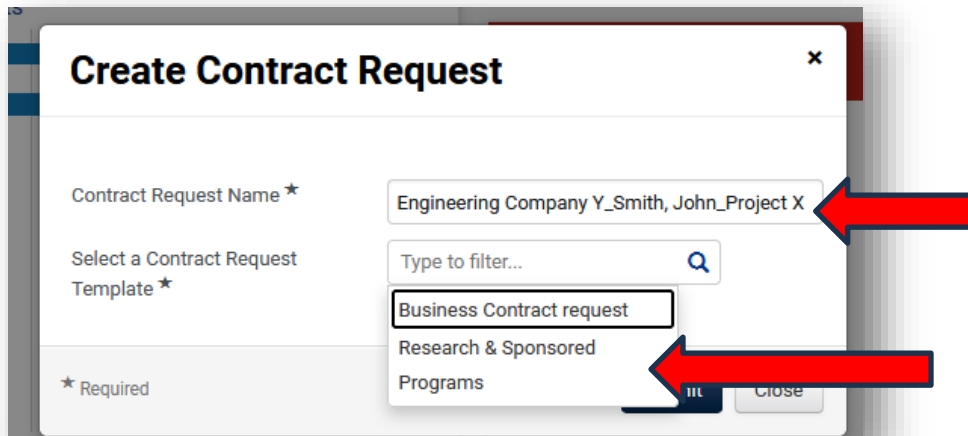 Create Contract Request
×
Contract Request Name ★
Engineering Company Y_Smith, John_Project X
Select a Contract Request
Template ★
Type to filter...
Business Contract request
Research & Sponsored
Programs
★ Required
Close